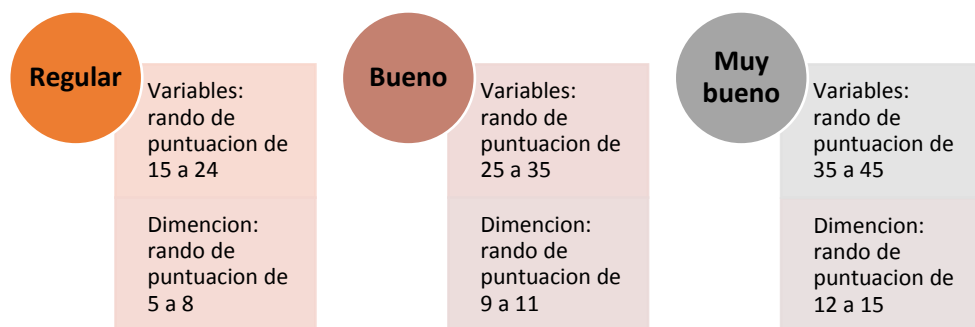 Regular
Variables:
rando de
puntuacion de
15 a 24
Dimencion:
rando de
puntuacion de
5 a 8
Bueno
Variables:
rando de
puntuacion de
25 a 35
Dimencion:
rando de
puntuacion de
9 a 11
Muy
bueno
Variables:
rando de
puntuacion de
35 a 45
Dimencion:
rando de
puntuacion de
12 a 15